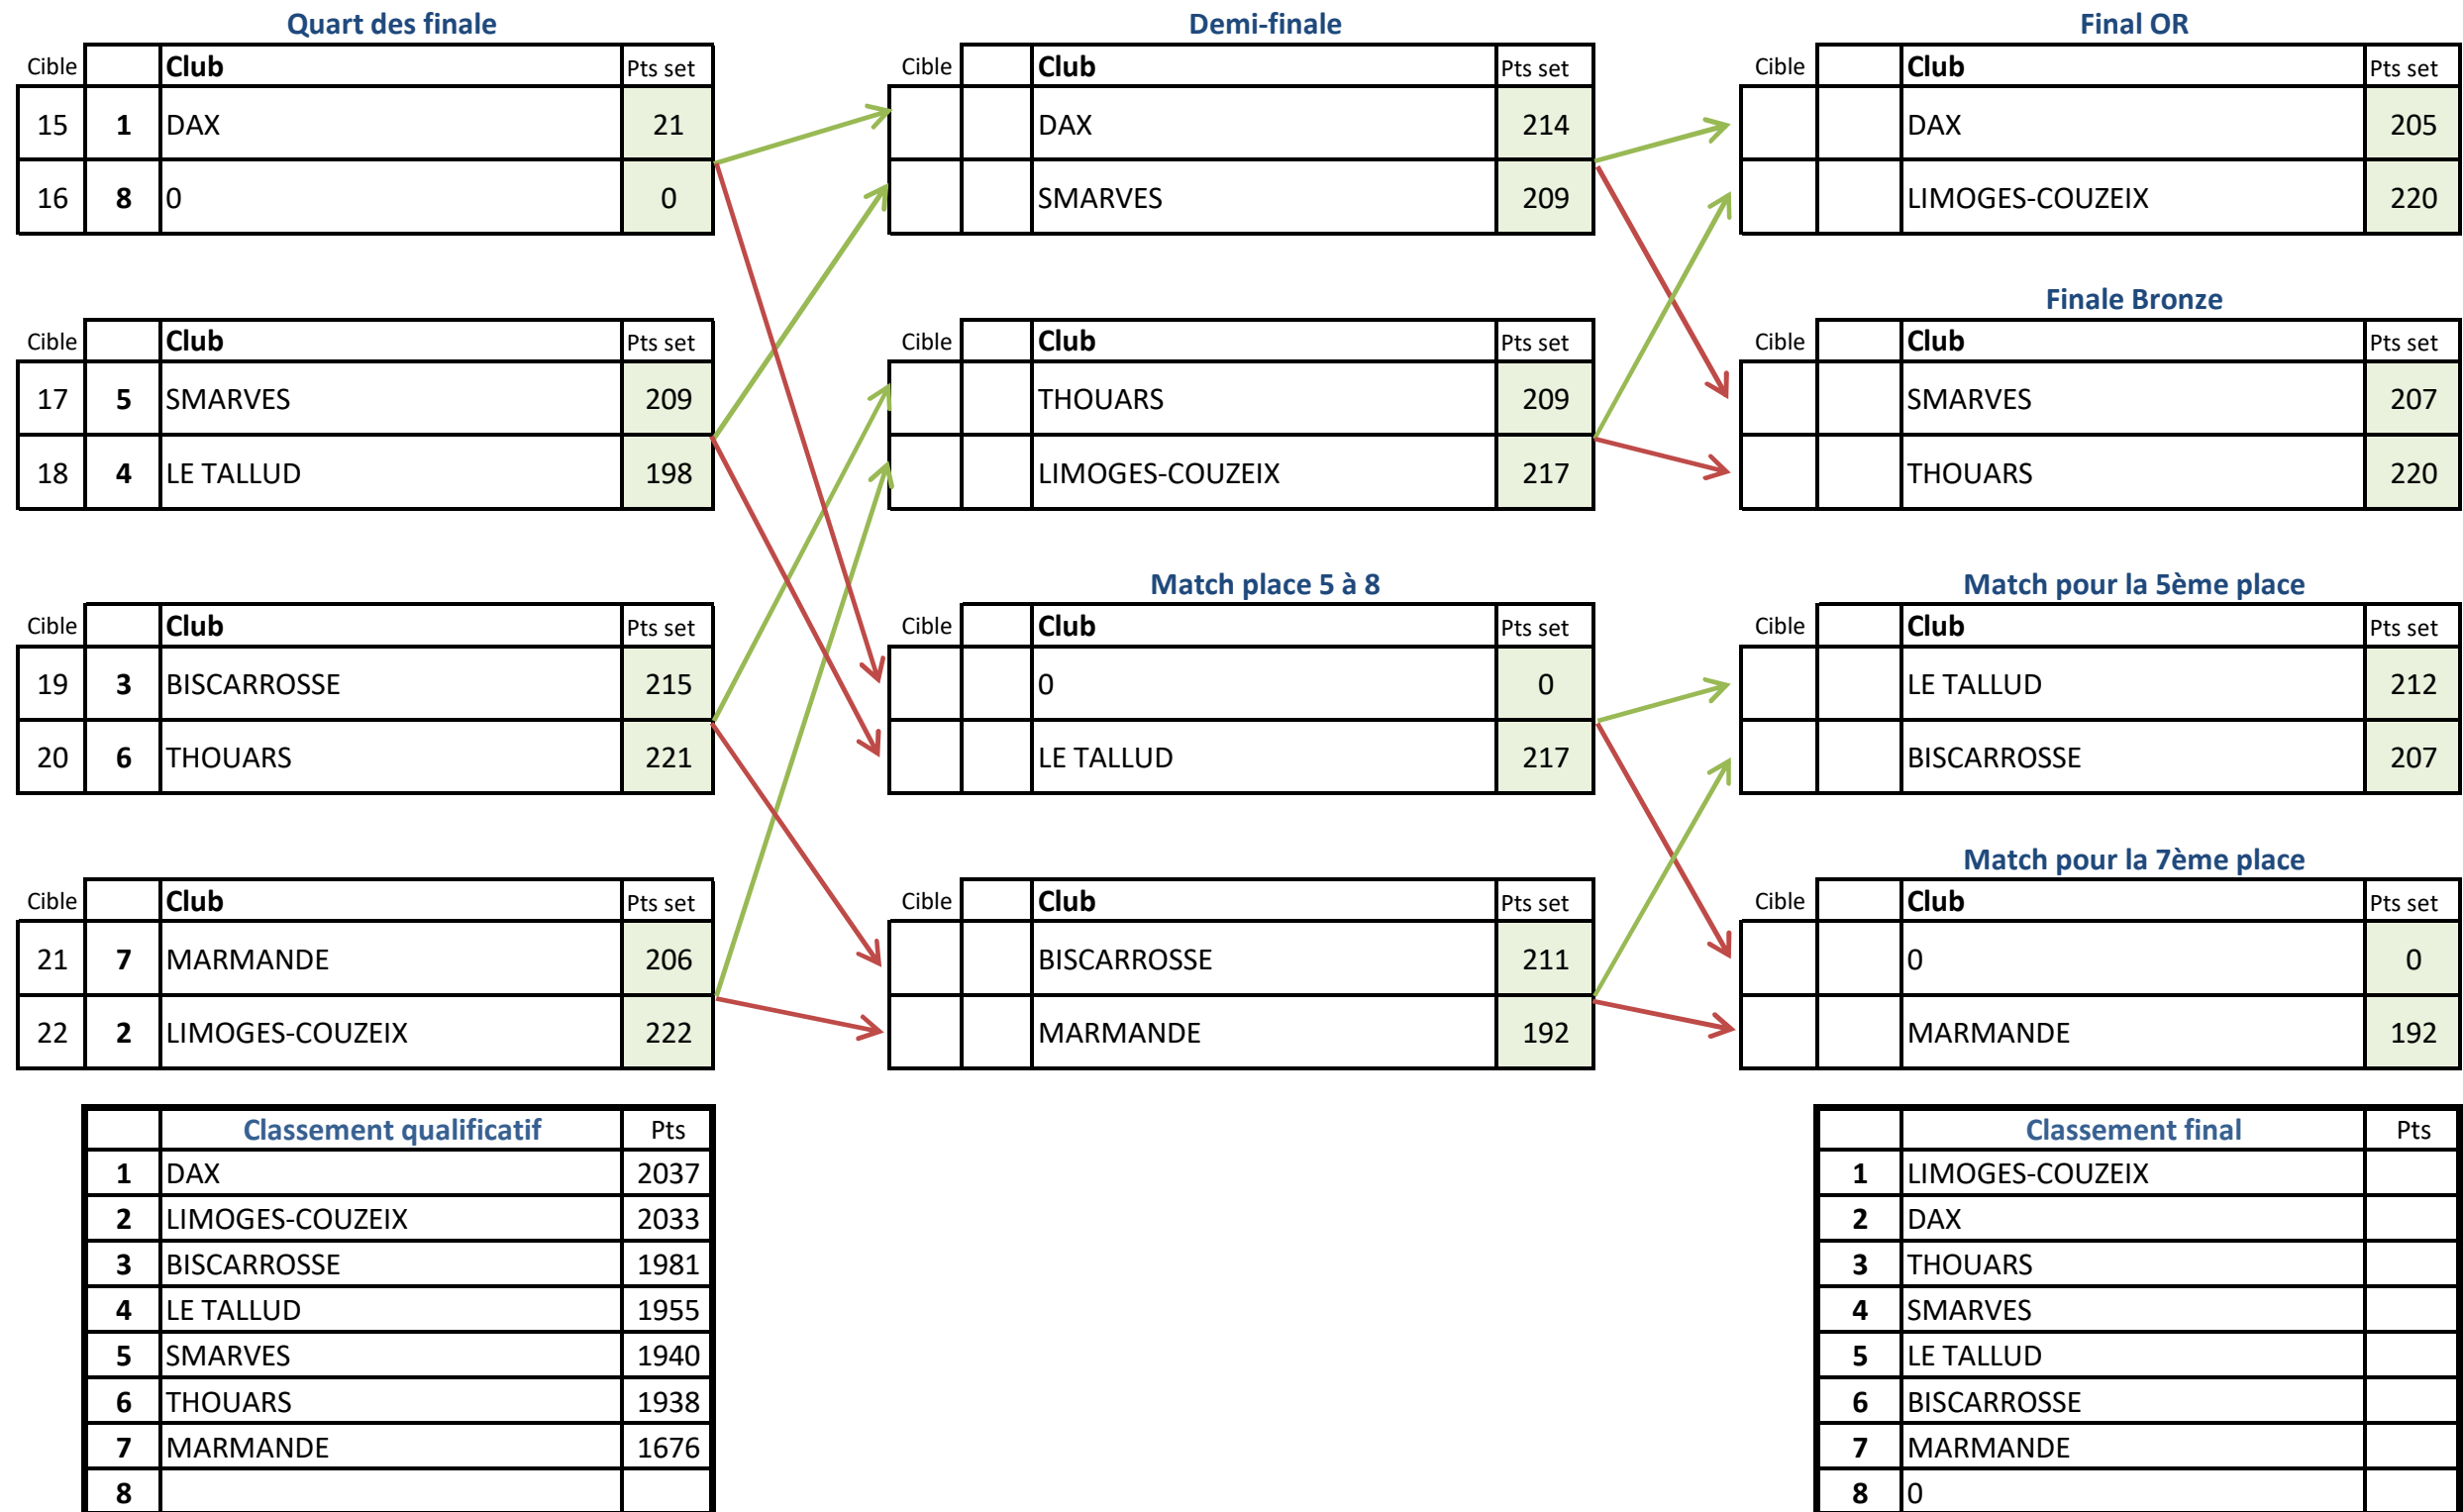 Quart des finale Demi-finale Final OR
Cible Club Pts set Cible Club Pts set Cible Club Pts set
15 1 DAX 21 DAX 214 DAX 205
16 8 0 0 SMARVES 209 LIMOGES-COUZEIX 220
Finale Bronze
Cible Club Pts set Cible Club Pts set Cible Club Pts set
17 5 SMARVES 209 THOUARS 209 SMARVES 207
18 4 LE TALLUD 198 LIMOGES-COUZEIX 217 THOUARS 220
Match place 5 à 8 Match pour la 5ème place
Cible Club Pts set Cible Club Pts set Cible Club Pts set
19 3 BISCARROSSE 215 0 0 LE TALLUD 212
20 6 THOUARS 221 LE TALLUD 217 BISCARROSSE 207
Match pour la 7ème place
Cible Club Pts set Cible Club Pts set Cible Club Pts set
21 7 MARMANDE 206 BISCARROSSE 211 0 0
22 2 LIMOGES-COUZEIX 222 MARMANDE 192 MARMANDE 192
Classement qualificatif Pts Classement final Pts
1 DAX 2037 1 LIMOGES-COUZEIX
2 LIMOGES-COUZEIX 2033 2 DAX
3 BISCARROSSE 1981 3 THOUARS
4 LE TALLUD 1955 4 SMARVES
5 SMARVES 1940 5 LE TALLUD
6 THOUARS 1938 6 BISCARROSSE
7 MARMANDE 1676 7 MARMANDE
8 8 0